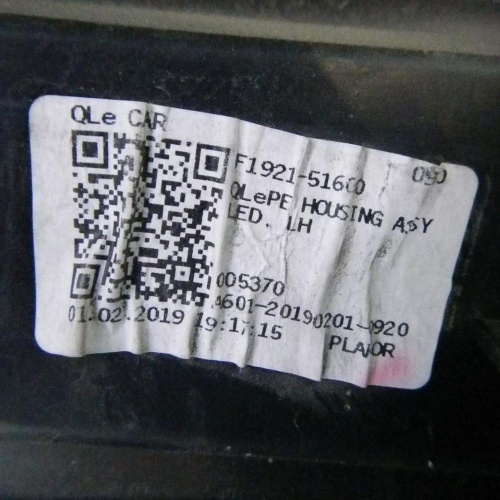 QLe CAR
F1921-51600 090
QLePE HOUSING ASY
LED, LH
005370
A601-20190201-0920
01.02.2019 19:17:15
PLAJOR